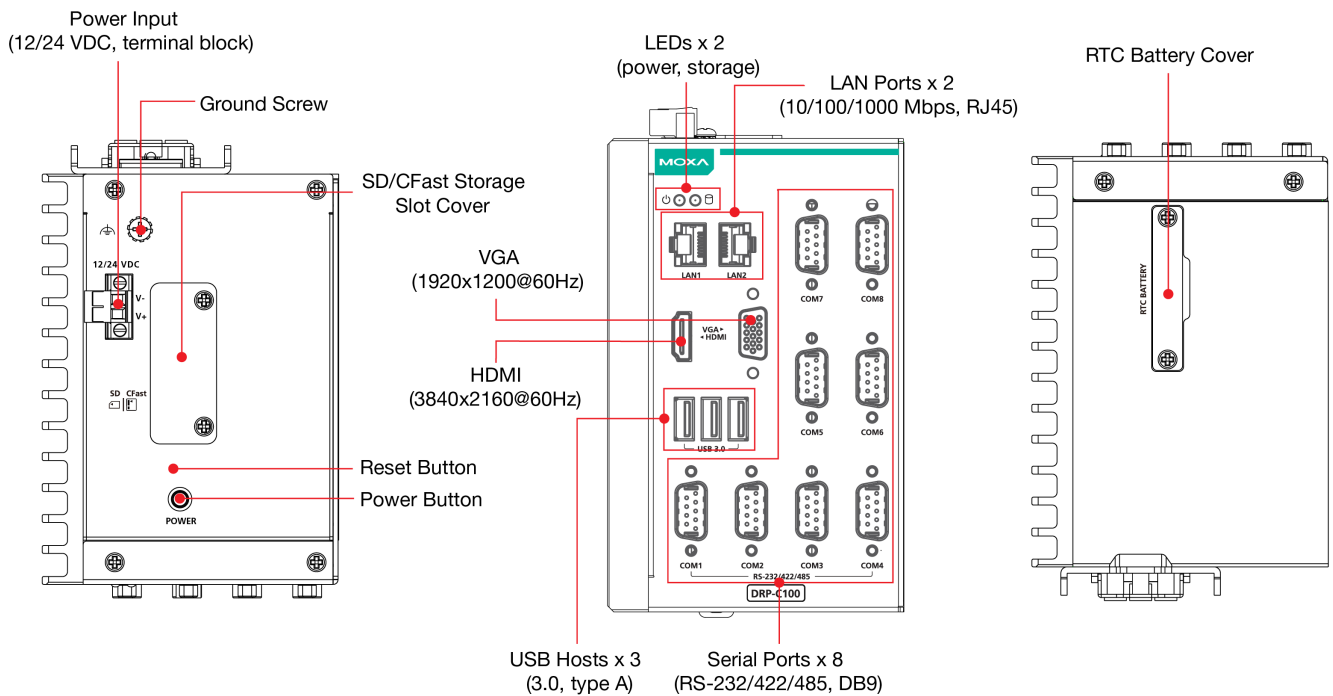 Power Input
(12/24 VDC, terminal block)
Ground Screw
SD/CFast Storage
Slot Cover
12/24 VDC
V-
V+
SD CFast
Reset Button
Power Button
POWER
LEDs x 2
(power, storage)
LAN Ports x 2
(10/100/1000 Mbps, RJ45)
MOXA
LAN1
LAN2
VGA
(1920x1200@60Hz)
VGA
HDMI
HDMI
(3840x2160@60Hz)
USB 3.0
COM7
COM8
COM5
COM6
COM1
COM2
COM3
COM4
RS-232/422/485
DRP-C100
USB Hosts x 3
(3.0, type A)
Serial Ports x 8
(RS-232/422/485, DB9)
RTC Battery Cover
RTC BATTERY